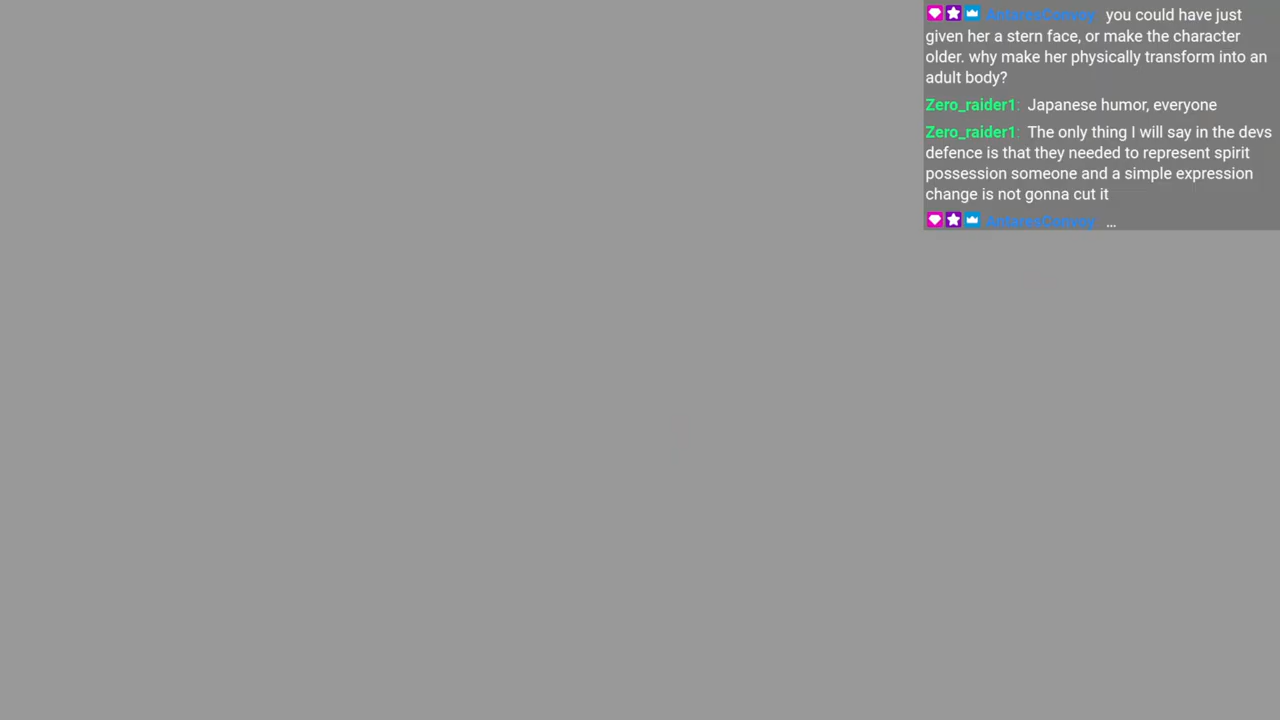 AntaresConvoy: you could have just
given her a stern face, or make the character
older. why make her physically transform into an
adult body?
Zero_raider1: Japanese humor, everyone
Zero_raider1: The only thing I will say in the devs
defence is that they needed to represent spirit
possession someone and a simple expression
change is not gonna cut it
AntaresConvoy: ...